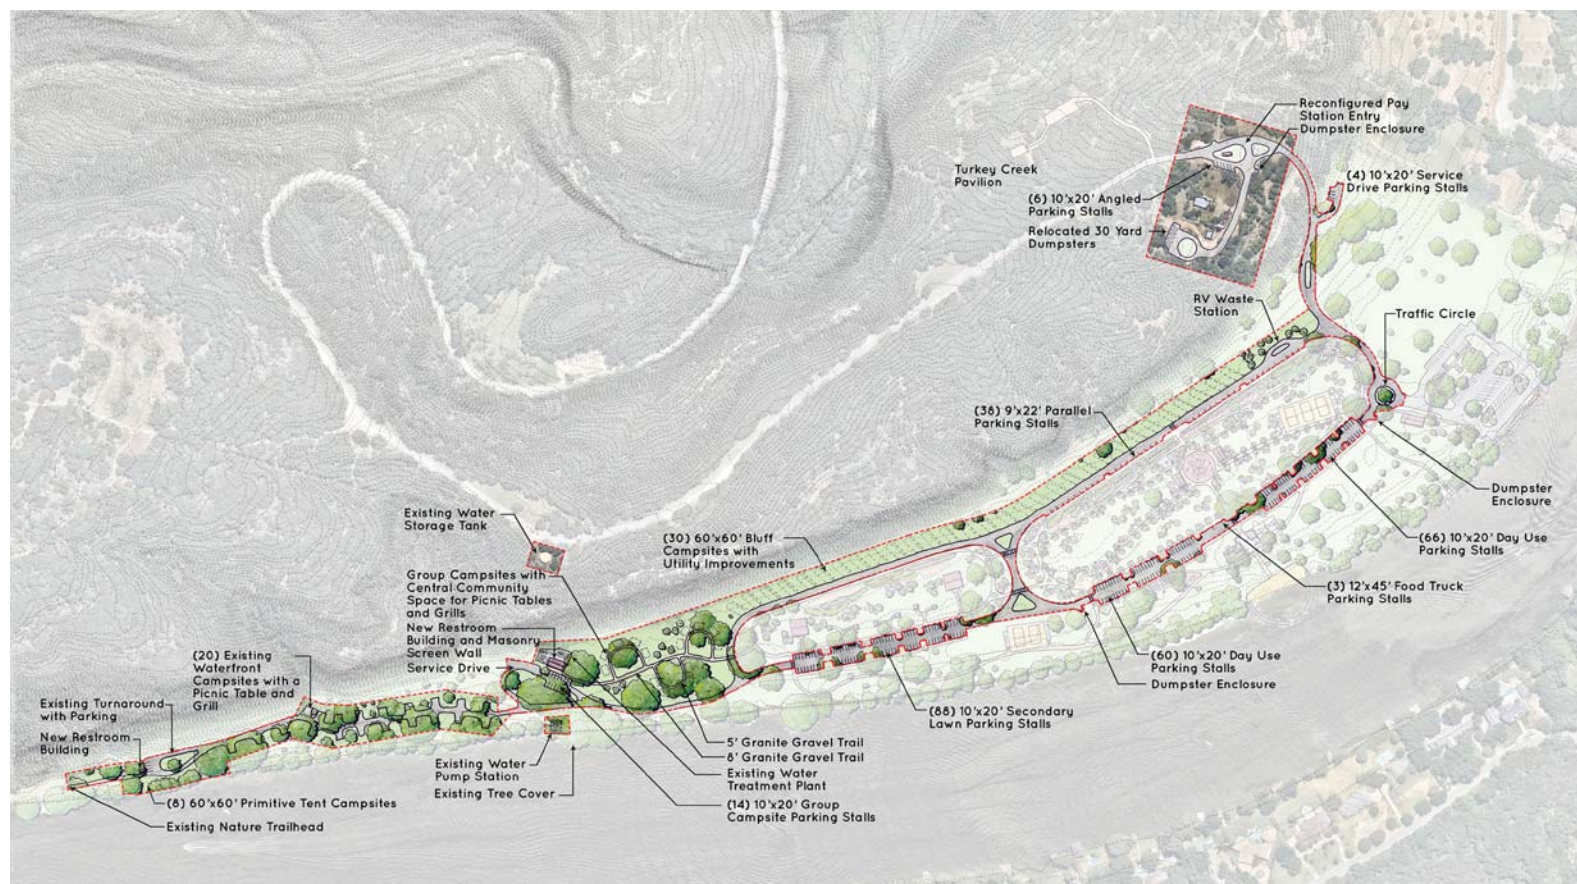 Reconfigured Pay
Station Entry
Dumpster Enclosure
Turkey Creek
Pavilion
(4) 10'x20' Service
Drive Parking Stalls
(6) 10'x20' Angled
Parking Stalls
Relocated 30 Yard
Dumpsters
RV Waste
Station
Traffic Circle
(38) 9'x22' Parallel
Parking Stalls
Dumpster
Enclosure
Existing Water
Storage Tank
(30) 60'x60' Bluff
Campsites with
Utility Improvements
(66) 10'x20' Day Use
Parking Stalls
Group Campsites with
Central Community
Space for Picnic Tables
and Grills
(3) 12'x45' Food Truck
Parking Stalls
New Restroom
Building and Masonry
Screen Wall
Service Drive
(20) Existing
Waterfront
Campsites with a
Picnic Table and
Grill
(60) 10'x20' Day Use
Parking Stalls
Dumpster Enclosure
Existing Turnaround
with Parking
(88) 10'x20' Secondary
Lawn Parking Stalls
New Restroom
Building
5' Granite Gravel Trail
8' Granite Gravel Trail
Existing Water
Pump Station
Existing Water
Treatment Plant
Existing Tree Cover
(8) 60'x60' Primitive Tent Campsites
(14) 10'x20' Group
Campsite Parking Stalls
Existing Nature Trailhead